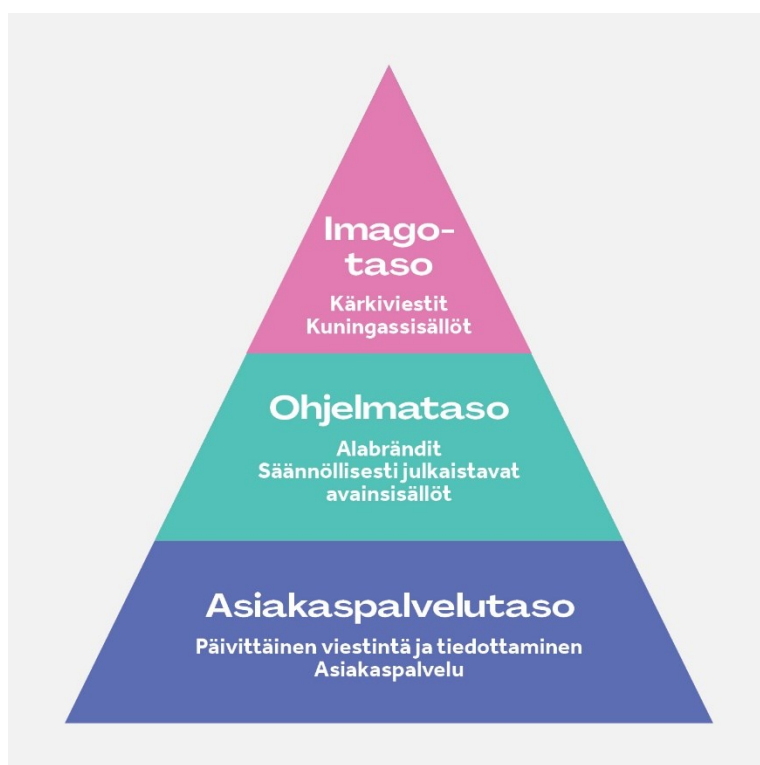 Imago-
taso
Kärkiviestit
Kuningassisällöt
Ohjelmataso
Alabrändit
Säännöllisesti julkaistavat
avainsisällöt
Asiakaspalvelutaso
Päivittäinen viestintä ja tiedottaminen
Asiakaspalvelu